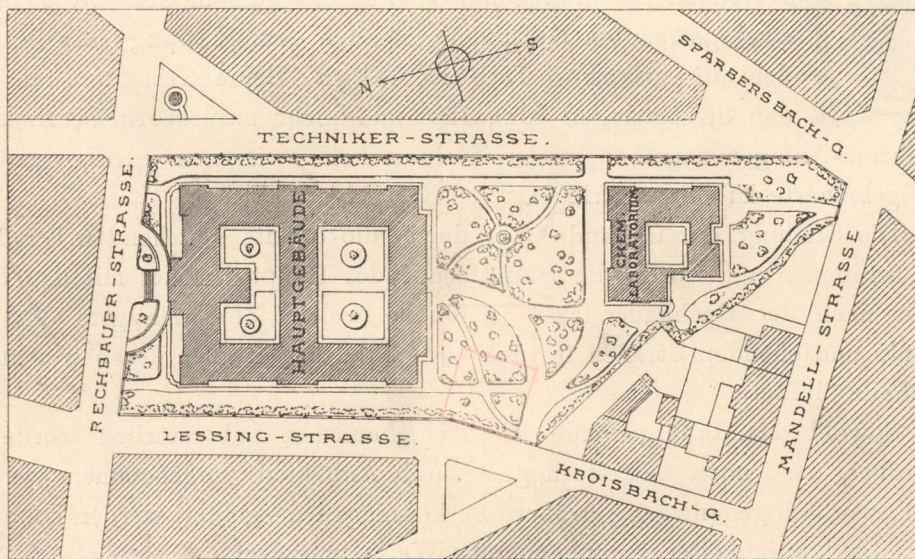 SPARBERSBACH-G.
N
S
TECHNIKER-STRASSE.
RECHBAUER-STRASSE.
HAUPTGEBÄUDE
CHEM.
LABORATORIUM
MANDELL-STRASSE
LESSING-STRASSE.
KROISBACH-G.